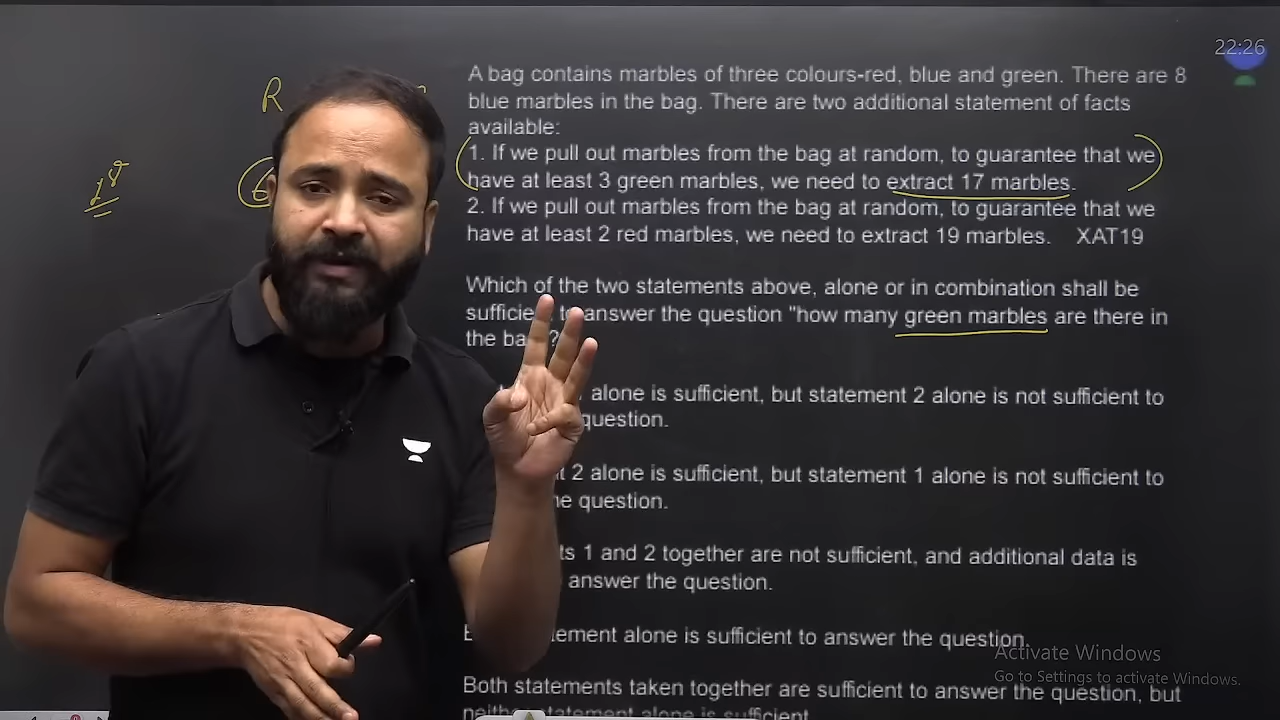 22:26
R
18
6
A bag contains marbles of three colours-red, blue and green. There are 8
blue marbles in the bag. There are two additional statement of facts
available:
1. If we pull out marbles from the bag at random, to guarantee that we
have at least 3 green marbles, we need to extract 17 marbles.
2. If we pull out marbles from the bag at random, to guarantee that we
have at least 2 red marbles, we need to extract 19 marbles. XAT19
Which of the two statements above, alone or in combination shall be
sufficie answer the question "how many green marbles are there in
the ba ?
alone is sufficient, but statement 2 alone is not sufficient to
question.
2 alone is sufficient, but statement 1 alone is not sufficient to
question.
ts 1 and 2 together are not sufficient, and additional data is
answer the question.
ement alone is sufficient to answer the question.
Both statements taken together are sufficient to answer the question, but
statement alone is sufficient
Activate Windows
Go to Settings to activate Windows.